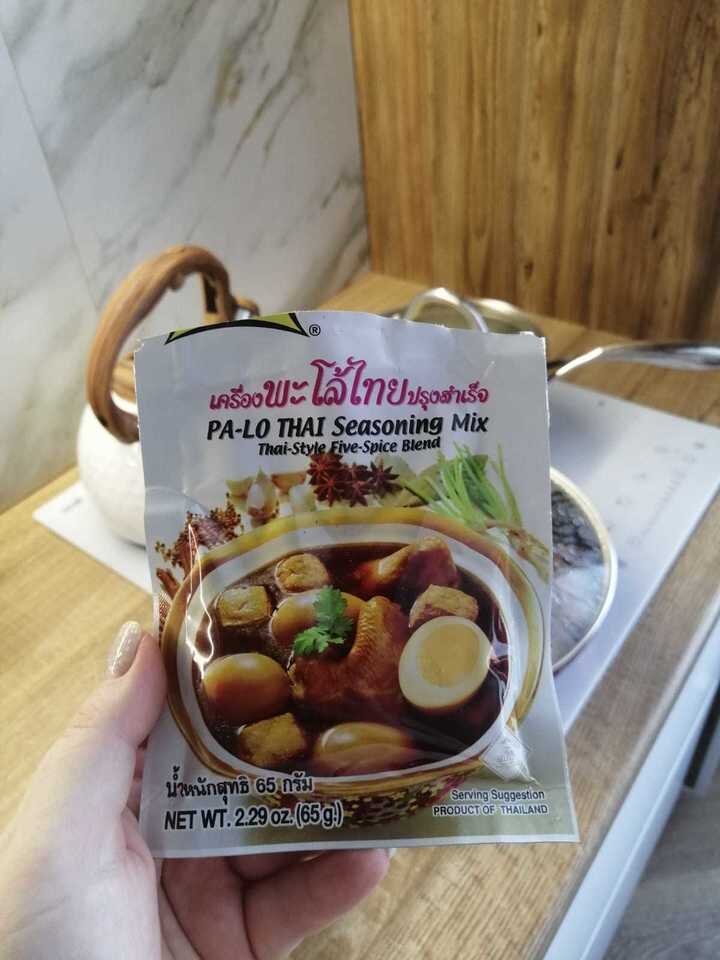 ®
เครื่องพะโล้ไทยปรุงสำเร็จ
PA-LO THAI Seasoning Mix
Thai-Style Five-Spice Blend
น้ำหนักสุทธิ 65 กรัม
NET WT. 2.29 oz. (65 g.)
Serving Suggestion
PRODUCT OF THAILAND